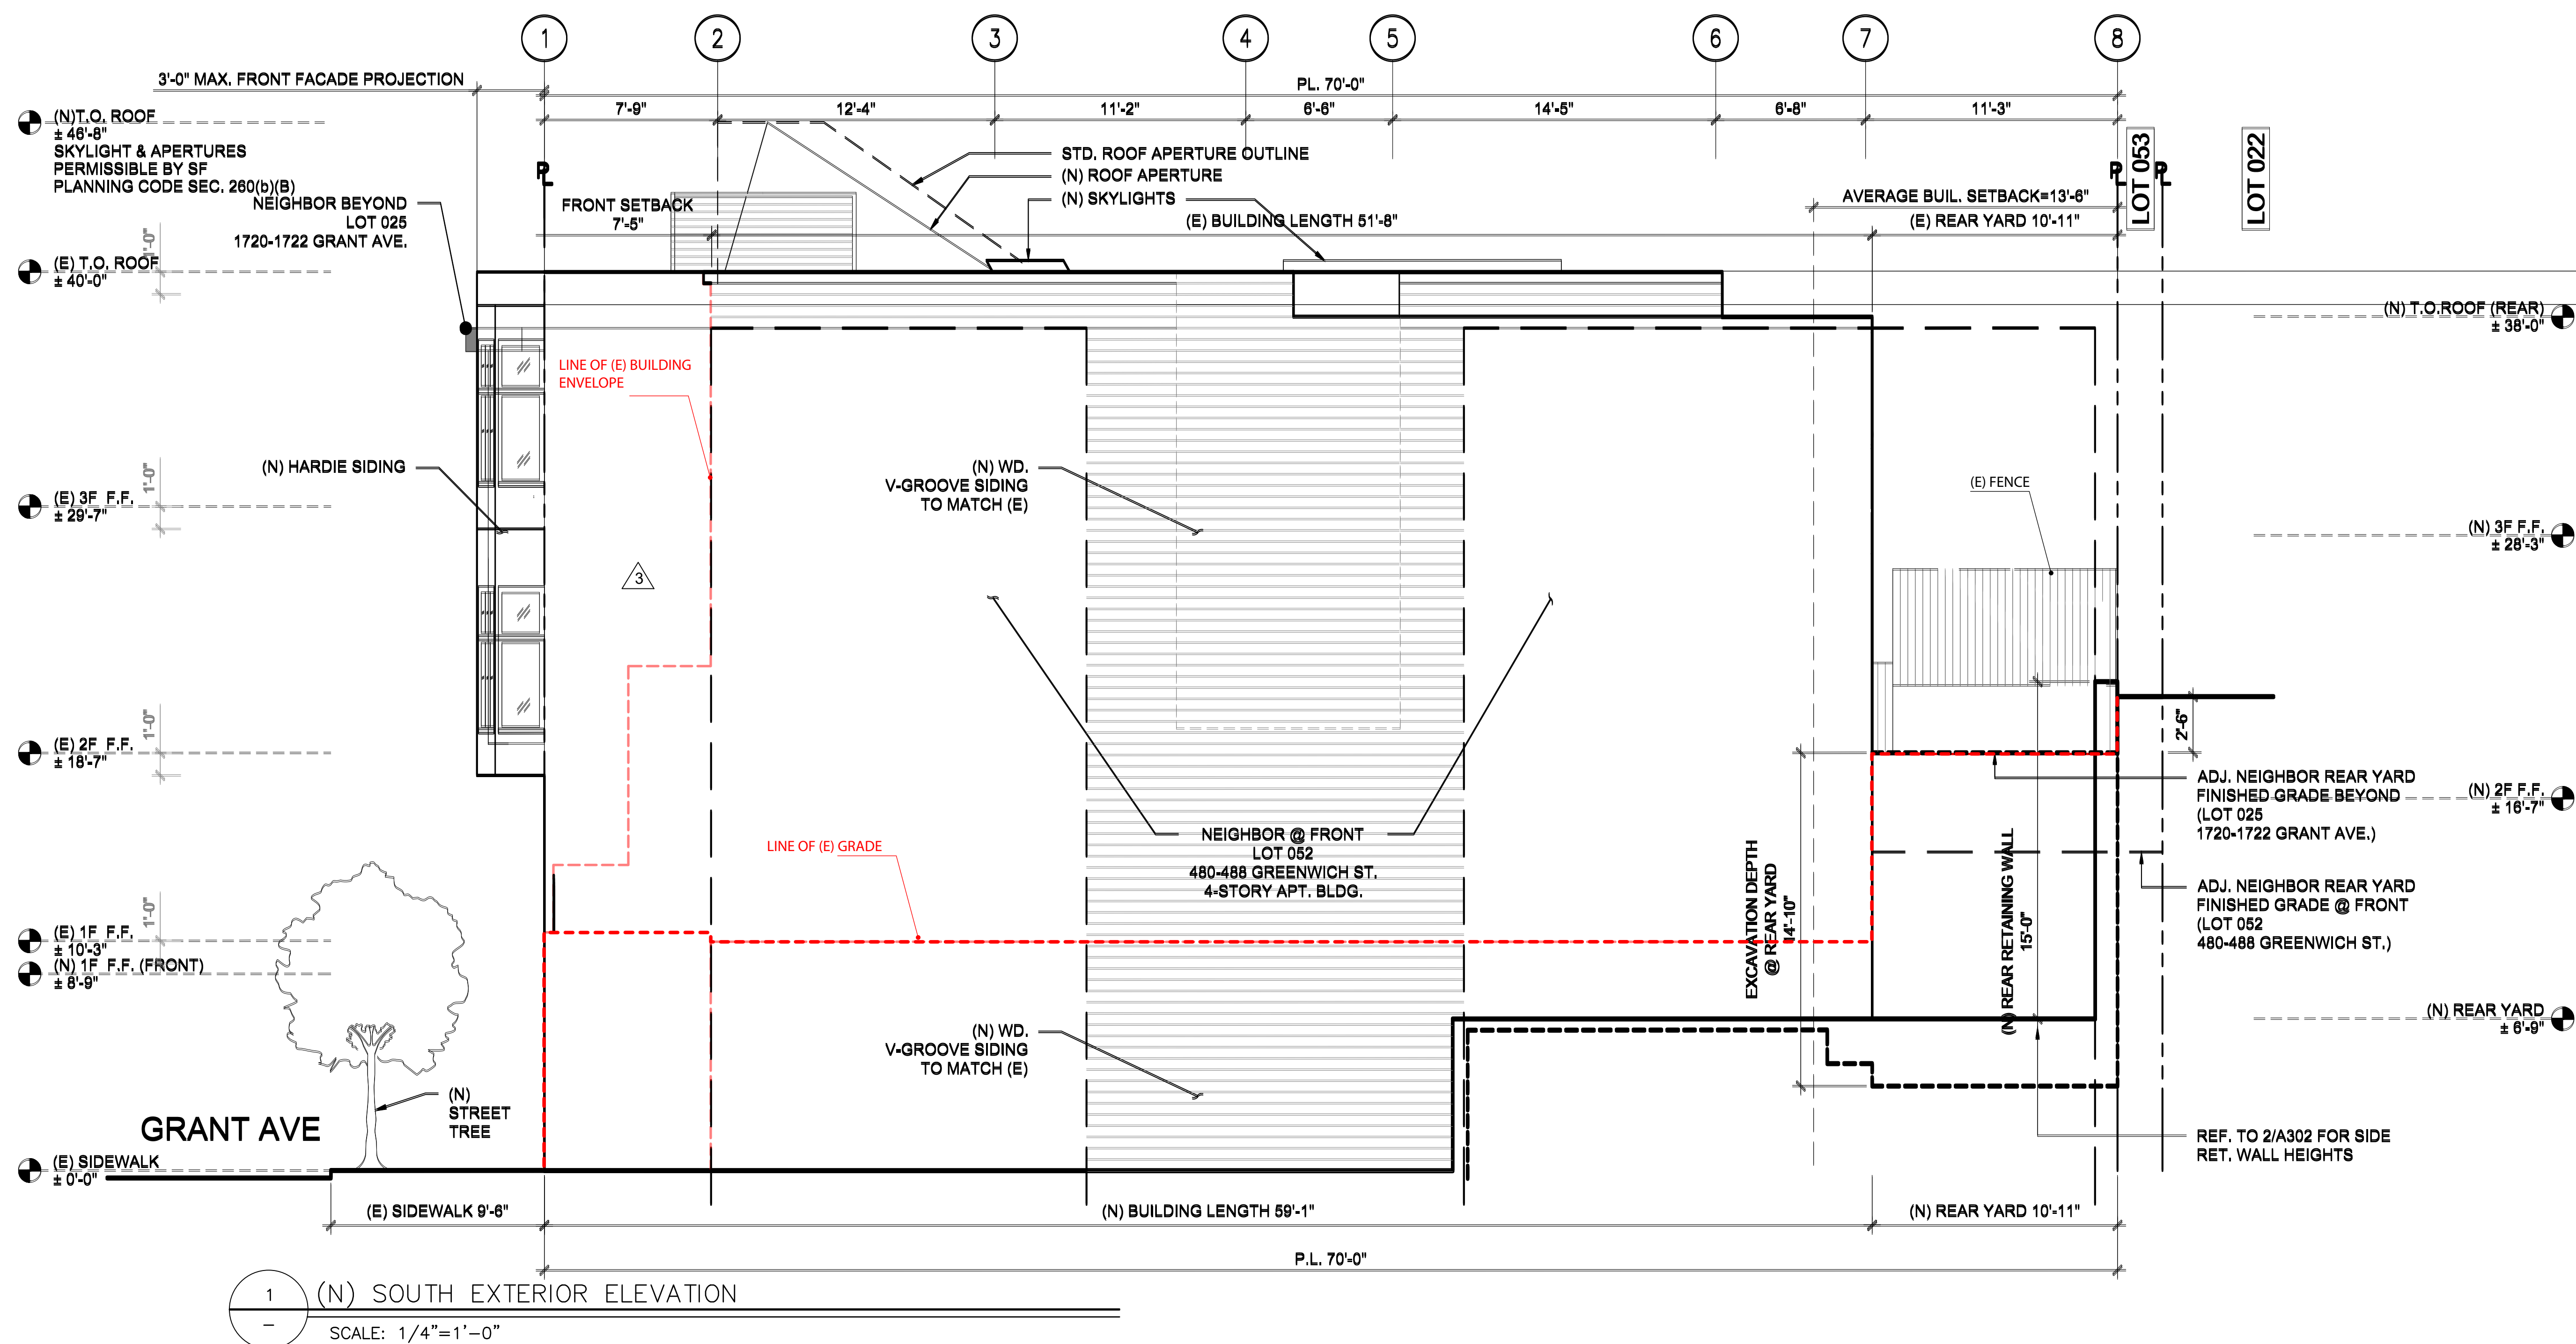 1
2
3
4
5
6
7
8
3'-0" MAX. FRONT FACADE PROJECTION
PL. 70'-0"
7'-9"
12'-4"
11'-2"
6'-6"
14'-5"
6'-8"
11'-3"
(N)T.O. ROOF
± 46'-8"
SKYLIGHT & APERTURES
PERMISSIBLE BY SF
PLANNING CODE SEC. 260(b)(B)
NEIGHBOR BEYOND
LOT 025
1720-1722 GRANT AVE.
STD. ROOF APERTURE OUTLINE
(N) ROOF APERTURE
(N) SKYLIGHTS
PL
FRONT SETBACK
7'-5"
(E) BUILDING LENGTH 51'-8"
AVERAGE BUIL. SETBACK=13'-6"
(E) REAR YARD 10'-11"
PL
LOT 053
PL
LOT 022
1'-0"
(E) T.O. ROOF
± 40'-0"
(N) T.O.ROOF (REAR)
± 38'-0"
LINE OF (E) BUILDING
ENVELOPE
(N) HARDIE SIDING
1'-0"
(E) 3F F.F.
± 29'-7"
(N) WD.
V-GROOVE SIDING
TO MATCH (E)
(E) FENCE
(N) 3F F.F.
± 28'-3"
3
1'-0"
(E) 2F F.F.
± 18'-7"
2'-6"
ADJ. NEIGHBOR REAR YARD
FINISHED GRADE BEYOND
(LOT 025
1720-1722 GRANT AVE.)
(N) 2F F.F.
± 16'-7"
LINE OF (E) GRADE
NEIGHBOR @ FRONT
LOT 052
480-488 GREENWICH ST.
4-STORY APT. BLDG.
EXCAVATION DEPTH
@ REAR YARD
14'-10"
(N) REAR RETAINING WALL
15'-0"
ADJ. NEIGHBOR REAR YARD
FINISHED GRADE @ FRONT
(LOT 052
480-488 GREENWICH ST.)
1'-0"
(E) 1F F.F.
± 10'-3"
(N) 1F F.F. (FRONT)
± 8'-9"
(N) REAR YARD
± 6'-9"
(N) WD.
V-GROOVE SIDING
TO MATCH (E)
(N)
STREET
TREE
GRANT AVE
REF. TO 2/A302 FOR SIDE
RET. WALL HEIGHTS
(E) SIDEWALK
± 0'-0"
(E) SIDEWALK 9'-6"
(N) BUILDING LENGTH 59'-1"
(N) REAR YARD 10'-11"
P.L. 70'-0"
1
–
(N) SOUTH EXTERIOR ELEVATION
SCALE: 1/4"=1'-0"